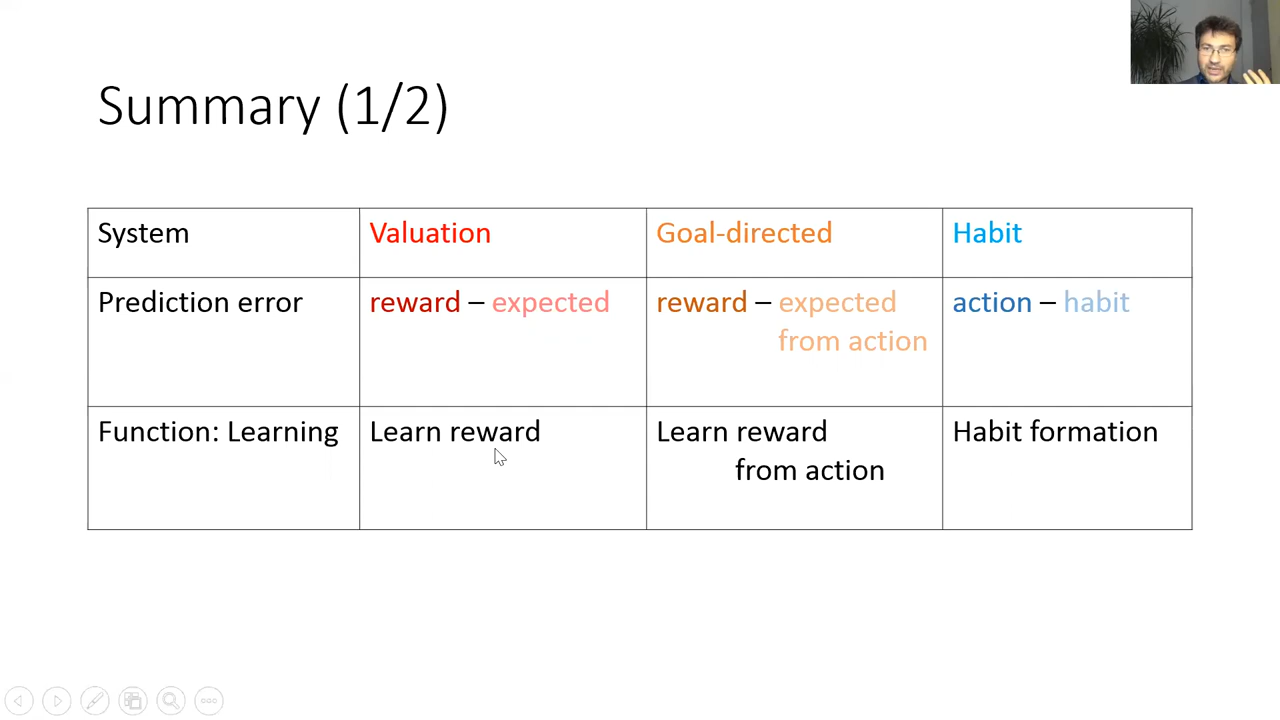 Summary (1/2)
System Valuation Goal-directed Habit
Prediction error reward – expected reward – expected action – habit
from action
Function: Learning Learn reward Learn reward Habit formation
from action